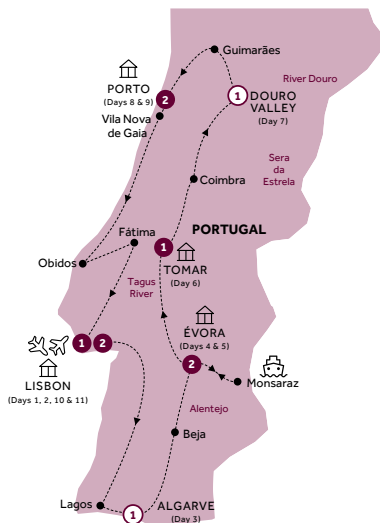 Guimarães
River Douro
PORTO
(Days 8 & 9)
2
1
DOURO
VALLEY
(Day 7)
Vila Nova
de Gaia
Sera
da
Estrela
Coimbra
PORTUGAL
Fátima
1
Obidos
TOMAR
(Day 6)
Tagus
River
ÉVORA
(Days 4 & 5)
1 2
2
LISBON
(Days 1, 2, 10 & 11)
Monsaraz
Alentejo
Beja
Lagos
1
ALGARVE
(Day 3)